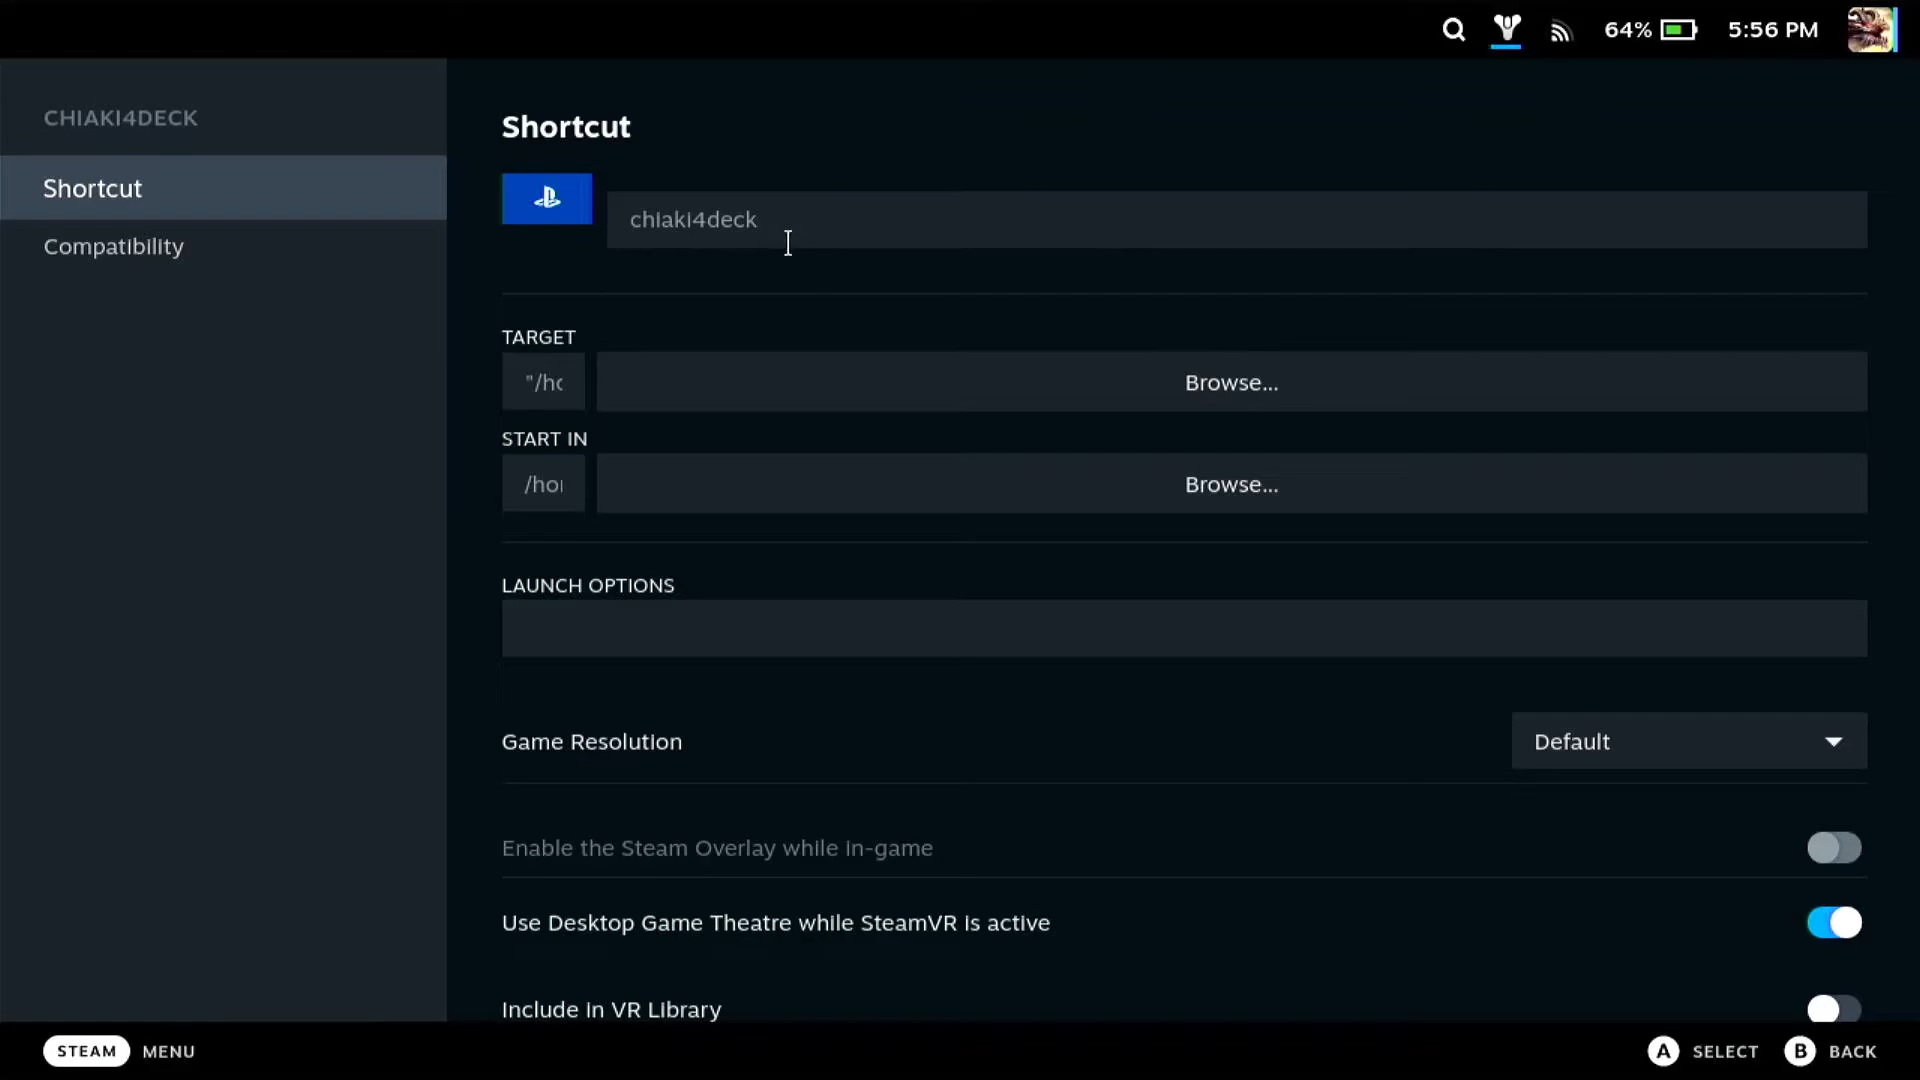 64% 5:56 PM
CHIAKI4DECK
Shortcut
Compatibility
Shortcut
chiaki4deck
TARGET
"/ho
Browse...
START IN
/ho
Browse...
LAUNCH OPTIONS
Game Resolution
Default
Enable the Steam Overlay while in-game
Use Desktop Game Theatre while SteamVR is active
Include in VR Library
STEAM MENU
A SELECT B BACK